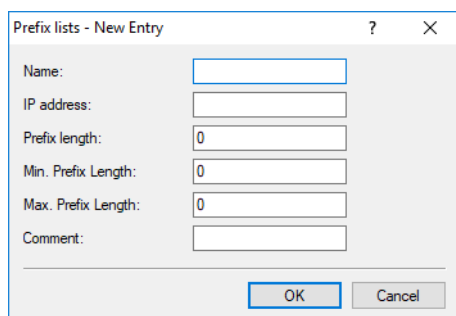 Prefix lists - New Entry ?
Name:
IP address:
Prefix length: 0
Min. Prefix Length: 0
Max. Prefix Length: 0
Comment:
OK Cancel